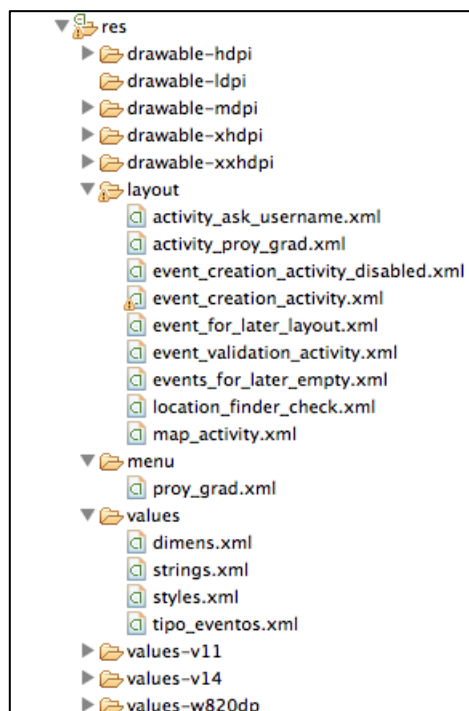 res
drawable-hdpi
drawable-ldpi
drawable-mdpi
drawable-xhdpi
drawable-xxhdpi
layout
activity_ask_username.xml
activity_proy_grad.xml
event_creation_activity_disabled.xml
event_creation_activity.xml
event_for_later_layout.xml
event_validation_activity.xml
events_for_later_empty.xml
location_finder_check.xml
map_activity.xml
menu
proy_grad.xml
values
dimens.xml
strings.xml
styles.xml
tipo_eventos.xml
values-v11
values-v14
values-w820dp